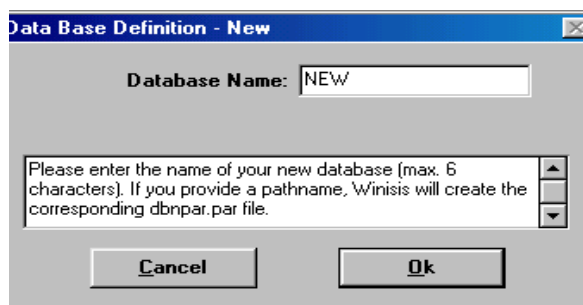 Data Base Definition - New
Database Name: NEW
Please enter the name of your new database (max. 6
characters). If you provide a pathname, Winisis will create the
corresponding dbnpar.par file.
Cancel Ok